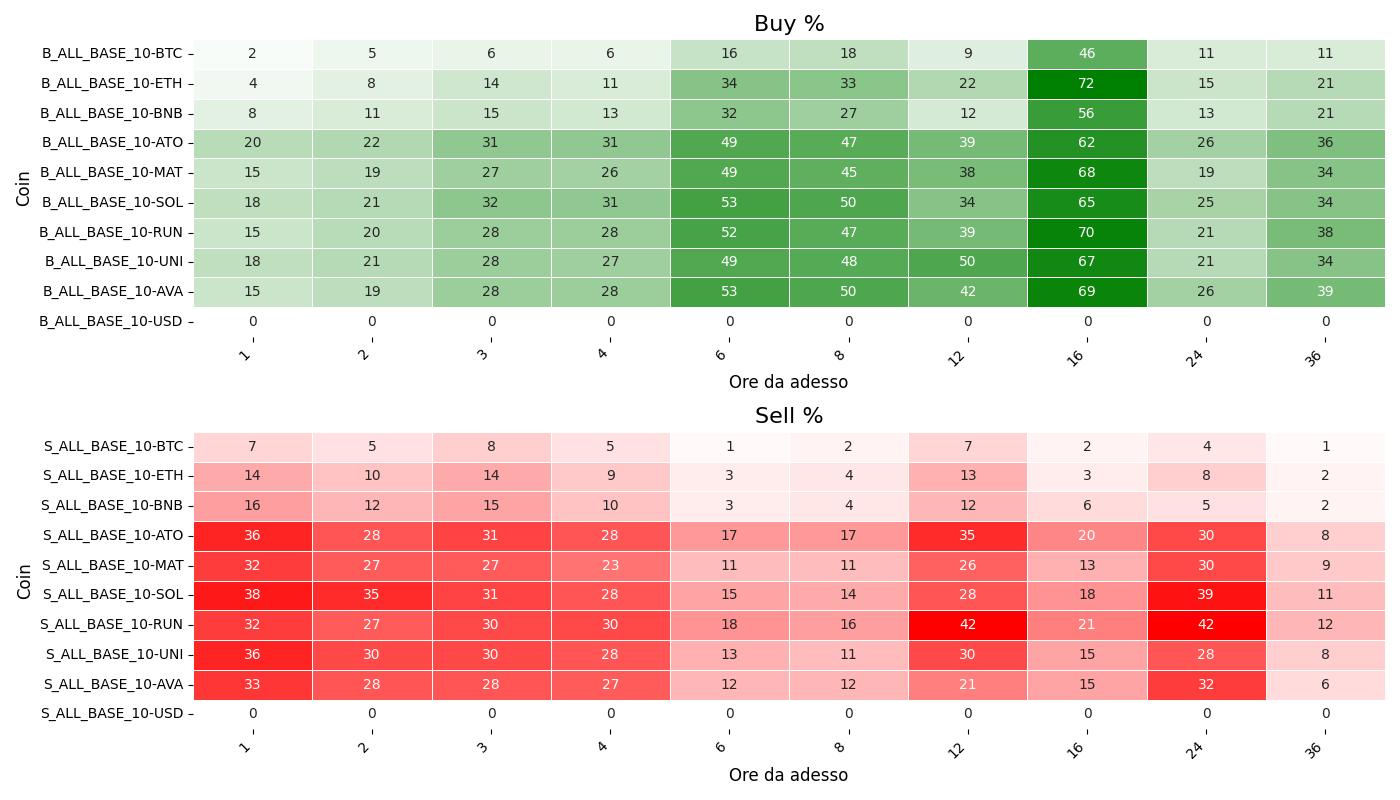 Buy %
Coin
B_ALL_BASE_10-BTC 2 5 6 6 16 18 9 46 11 11
B_ALL_BASE_10-ETH 4 8 14 11 34 33 22 72 15 21
B_ALL_BASE_10-BNB 8 11 15 13 32 27 12 56 13 21
B_ALL_BASE_10-ATO 20 22 31 31 49 47 39 62 26 36
B_ALL_BASE_10-MAT 15 19 27 26 49 45 38 68 19 34
B_ALL_BASE_10-SOL 18 21 32 31 53 50 34 65 25 34
B_ALL_BASE_10-RUN 15 20 28 28 52 47 39 70 21 38
B_ALL_BASE_10-UNI 18 21 28 27 49 48 50 67 21 34
B_ALL_BASE_10-AVA 15 19 28 28 53 50 42 69 26 39
B_ALL_BASE_10-USD 0 0 0 0 0 0 0 0 0 0
1 2 3 4 6 8 12 16 24 36
Ore da adesso
Sell %
Coin
S_ALL_BASE_10-BTC 7 5 8 5 1 2 7 2 4 1
S_ALL_BASE_10-ETH 14 10 14 9 3 4 13 3 8 2
S_ALL_BASE_10-BNB 16 12 15 10 3 4 12 6 5 2
S_ALL_BASE_10-ATO 36 28 31 28 17 17 35 20 30 8
S_ALL_BASE_10-MAT 32 27 27 23 11 11 26 13 30 9
S_ALL_BASE_10-SOL 38 35 31 28 15 14 28 18 39 11
S_ALL_BASE_10-RUN 32 27 30 30 18 16 42 21 42 12
S_ALL_BASE_10-UNI 36 30 30 28 13 11 30 15 28 8
S_ALL_BASE_10-AVA 33 28 28 27 12 12 21 15 32 6
S_ALL_BASE_10-USD 0 0 0 0 0 0 0 0 0 0
1 2 3 4 6 8 12 16 24 36
Ore da adesso